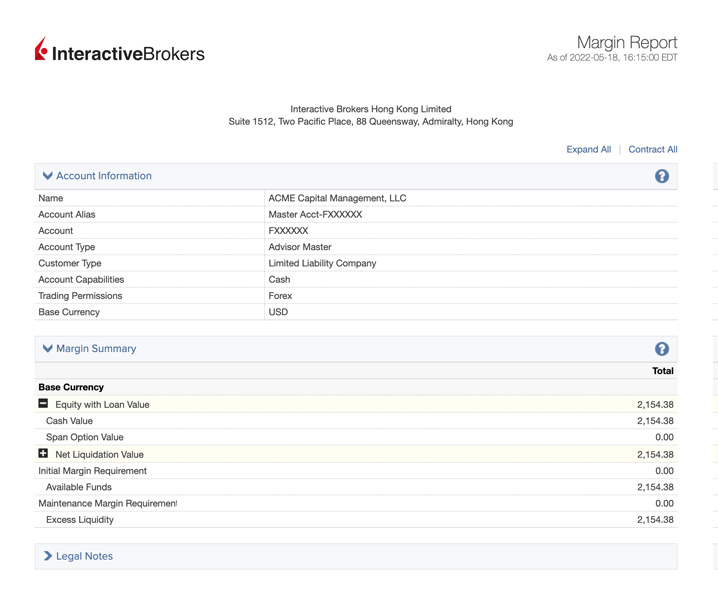 InteractiveBrokers
Margin Report
As of 2022-05-18, 16:15:00 EDT
Interactive Brokers Hong Kong Limited
Suite 1512, Two Pacific Place, 88 Queensway, Admiralty, Hong Kong
Expand All | Contract All
Account Information ?
Name ACME Capital Management, LLC
Account Alias Master Acct-FXXXXXX
Account FXXXXXX
Account Type Advisor Master
Customer Type Limited Liability Company
Account Capabilities Cash
Trading Permissions Forex
Base Currency USD
Margin Summary ?
Total
Base Currency
Equity with Loan Value 2,154.38
Cash Value 2,154.38
Span Option Value 0.00
Net Liquidation Value 2,154.38
Initial Margin Requirement 0.00
Available Funds 2,154.38
Maintenance Margin Requirement 0.00
Excess Liquidity 2,154.38
Legal Notes